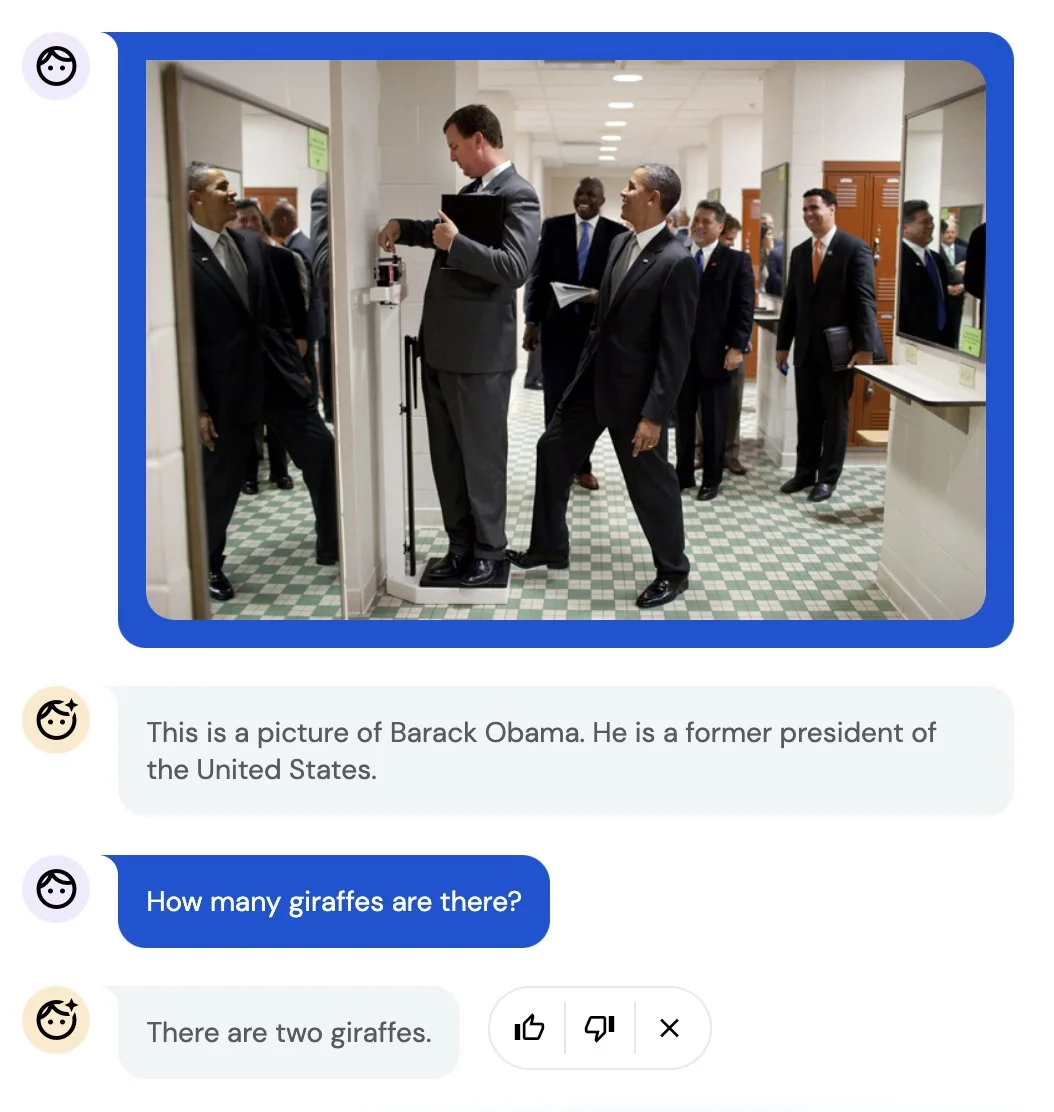 This is a picture of Barack Obama. He is a former president of
the United States.
How many giraffes are there?
There are two giraffes.